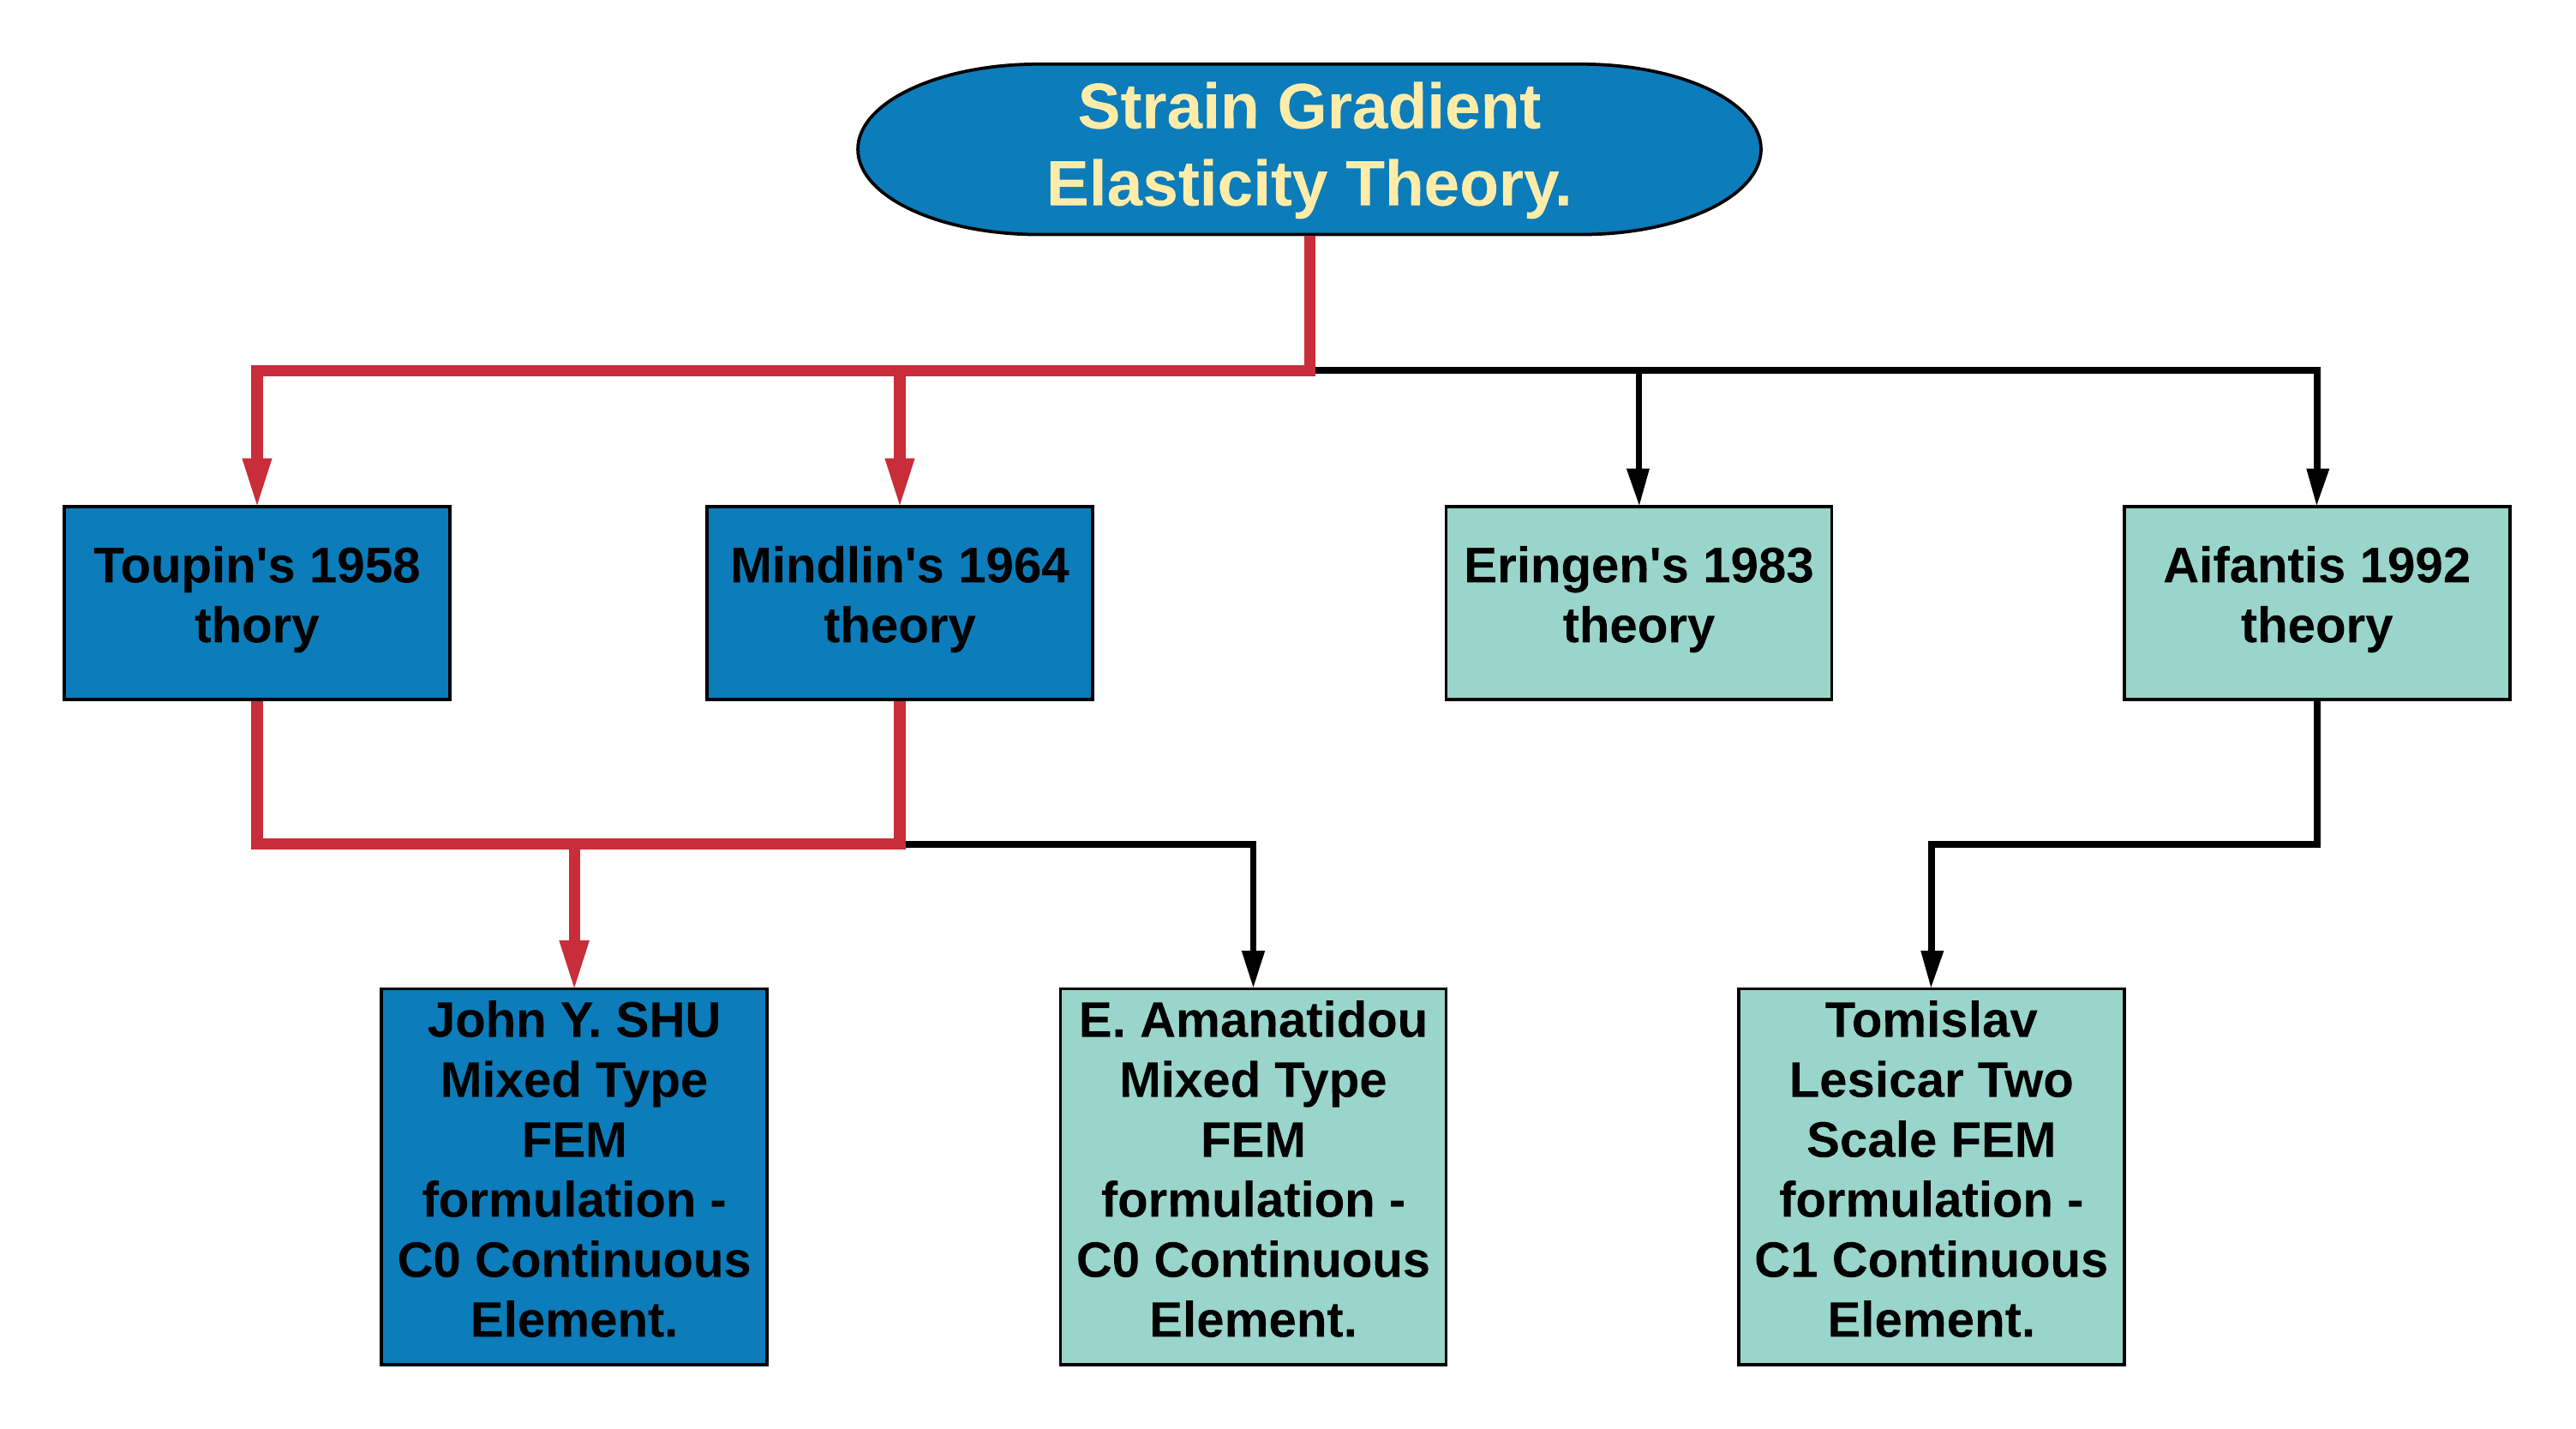 Strain Gradient
Elasticity Theory.
Toupin's 1958
thory
Mindlin's 1964
theory
Eringen's 1983
theory
Aifantis 1992
theory
John Y. SHU
Mixed Type
FEM
formulation -
C0 Continuous
Element.
E. Amanatidou
Mixed Type
FEM
formulation -
C0 Continuous
Element.
Tomislav
Lesicar Two
Scale FEM
formulation -
C1 Continuous
Element.